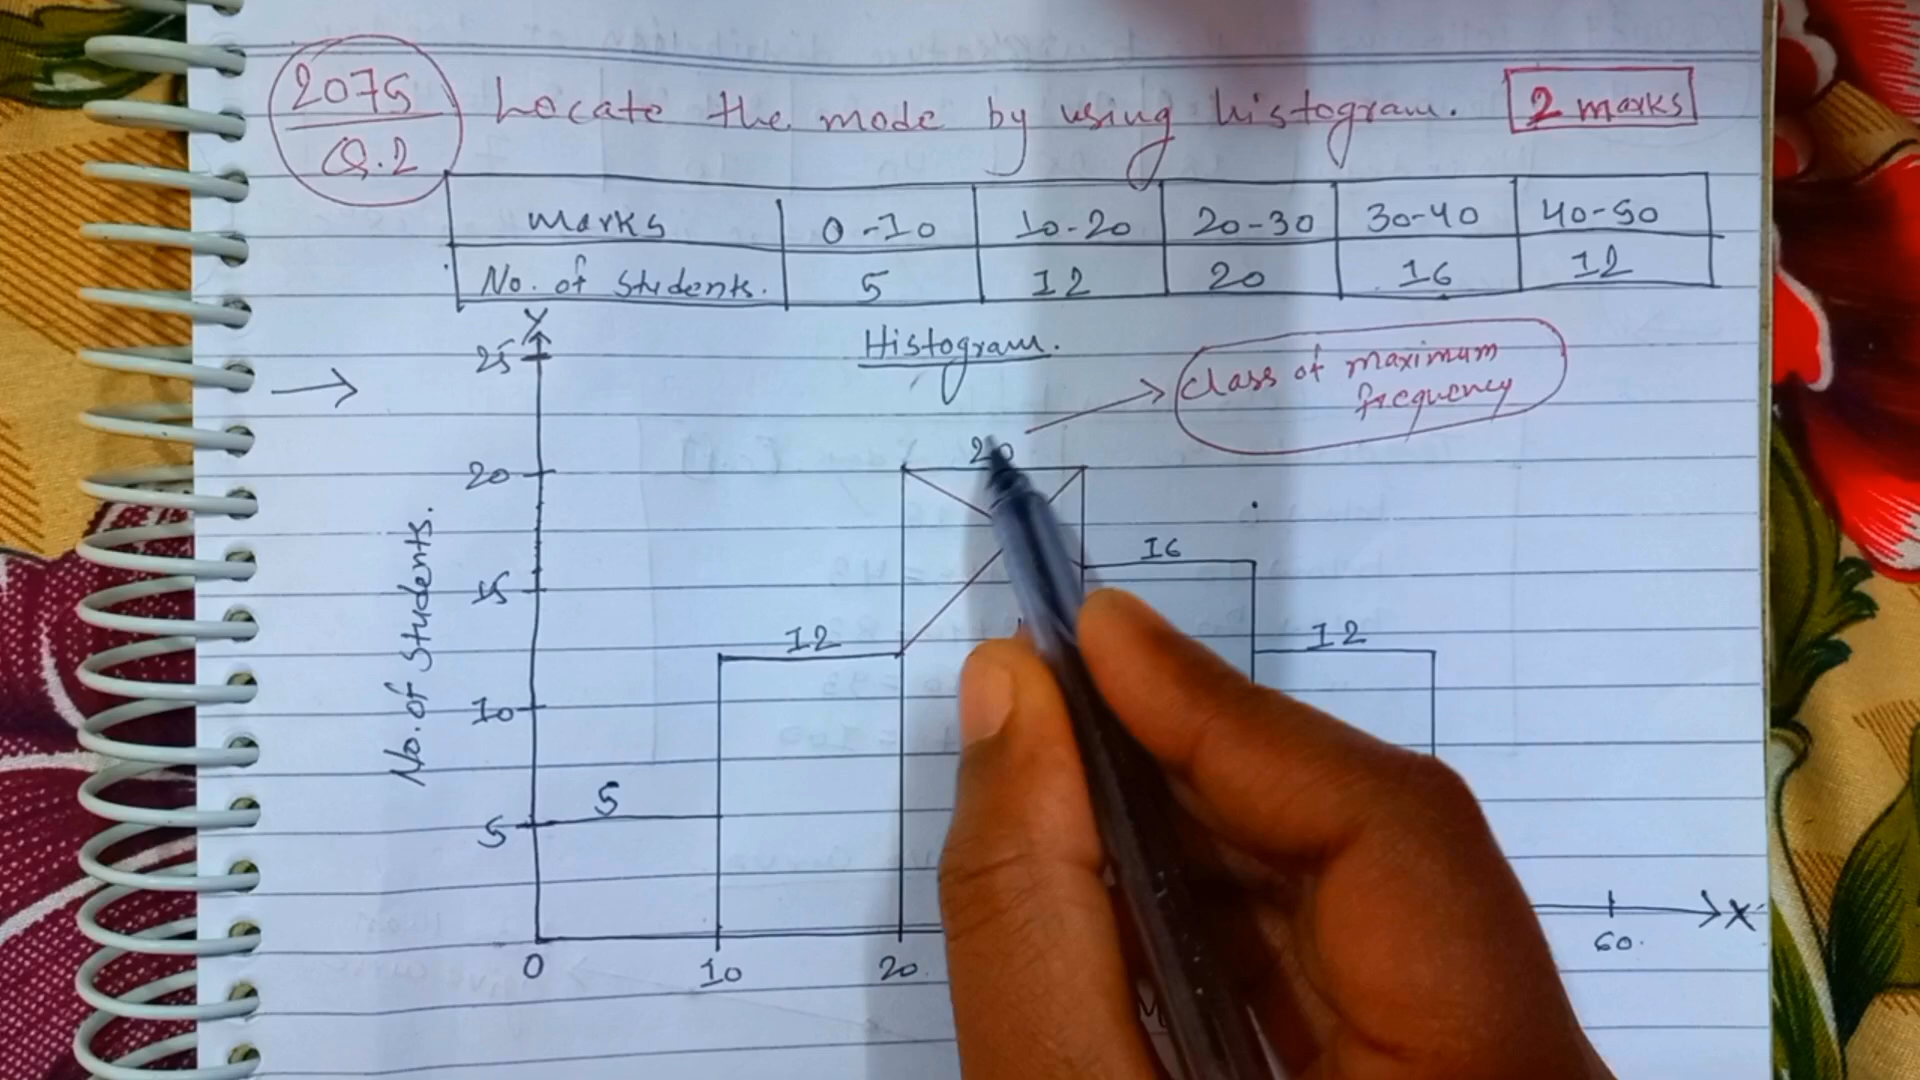 2075
Q.2
Locate the mode by using histogram.
2 marks
Marks 0-10 10-20 20-30 30-40 40-50
No. of Students. 5 12 20 16 12
Y
Histogram.
class of maximum
frequency
25
20
15
10
5
No. of Students.
5
12
20
16
12
0 10 20. 60.
X